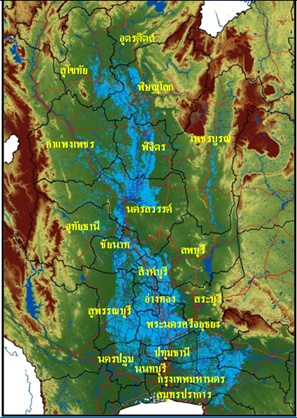 อุตรดิตถ์
สุโขทัย
พิษณุโลก
กำแพงเพชร
พิจิตร
เพชรบูรณ์
นครสวรรค์
อุทัยธานี
ชัยนาท
ลพบุรี
สิงห์บุรี
อ่างทอง
สระบุรี
สุพรรณบุรี
พระนครศรีอยุธยา
ปทุมธานี
นครปฐม
นนทบุรี
กรุงเทพมหานคร
สมุทรปราการ